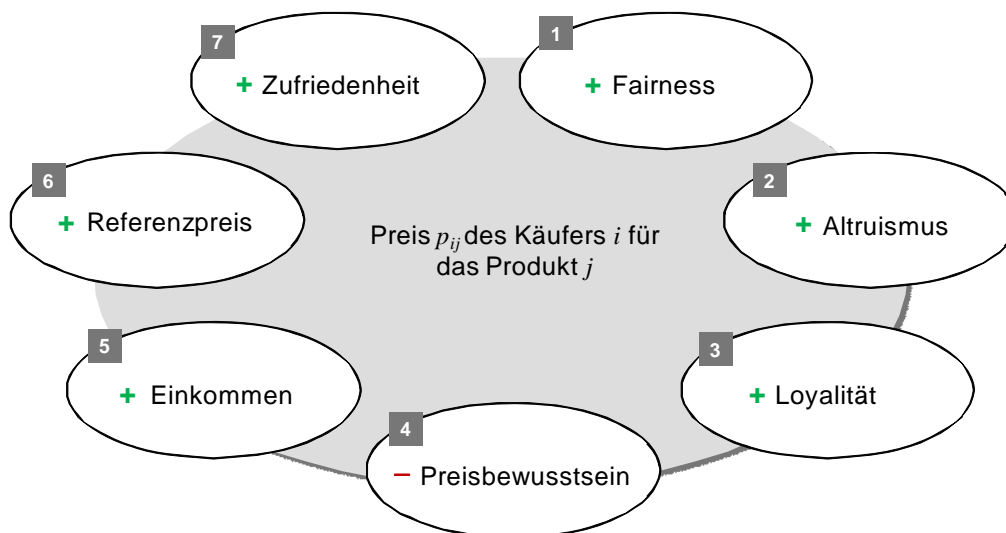 7
+ Zufriedenheit
1
+ Fairness
6
+ Referenzpreis
2
+ Altruismus
Preis p_ij des Käufers i für
das Produkt j
5
+ Einkommen
3
+ Loyalität
4
– Preisbewusstsein